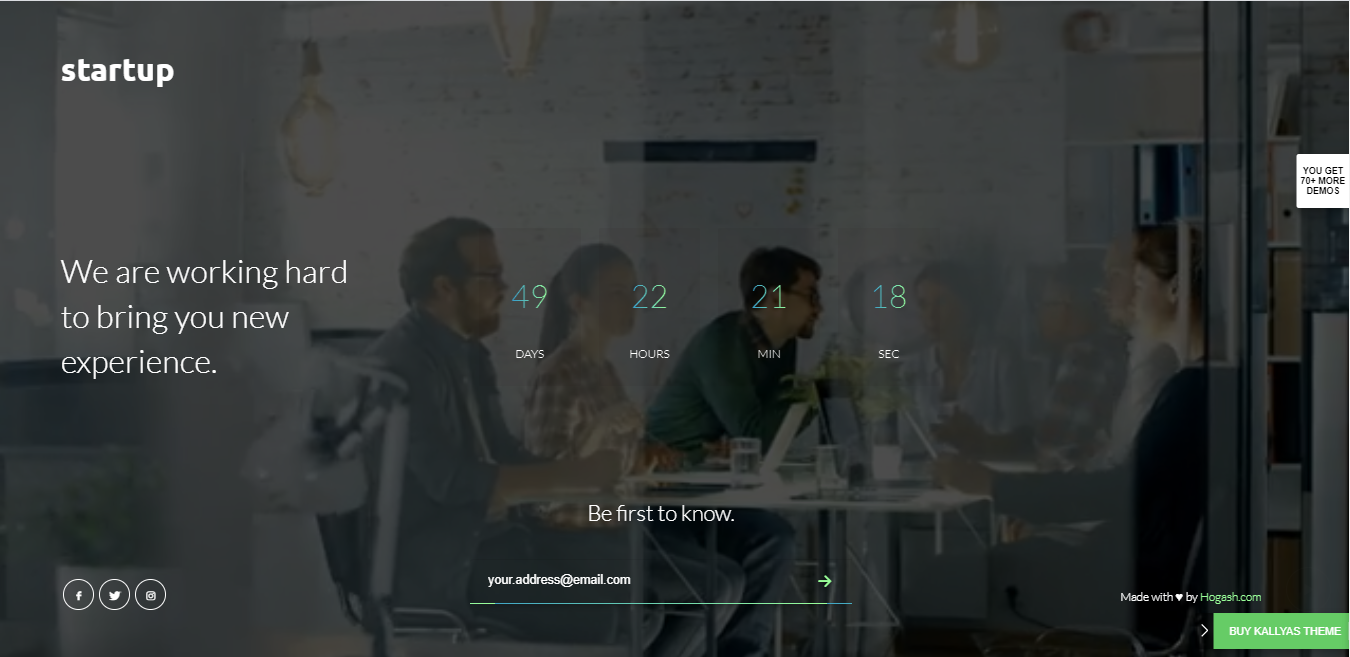 startup
YOU GET
70+ MORE
DEMOS
We are working hard
to bring you new
experience.
49 22 21 18
DAYS HOURS MIN SEC
Be first to know.
your.address@email.com
Made with ♥ by Hogash.com
BUY KALLYAS THEME